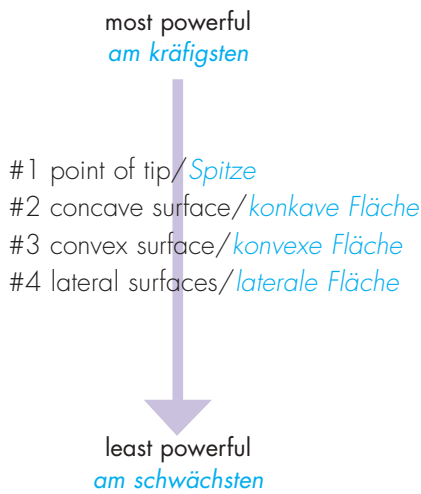 most powerful
am kräfigsten
#1 point of tip/Spitze
#2 concave surface/konkave Fläche
#3 convex surface/konvexe Fläche
#4 lateral surfaces/laterale Fläche
least powerful
am schwächsten